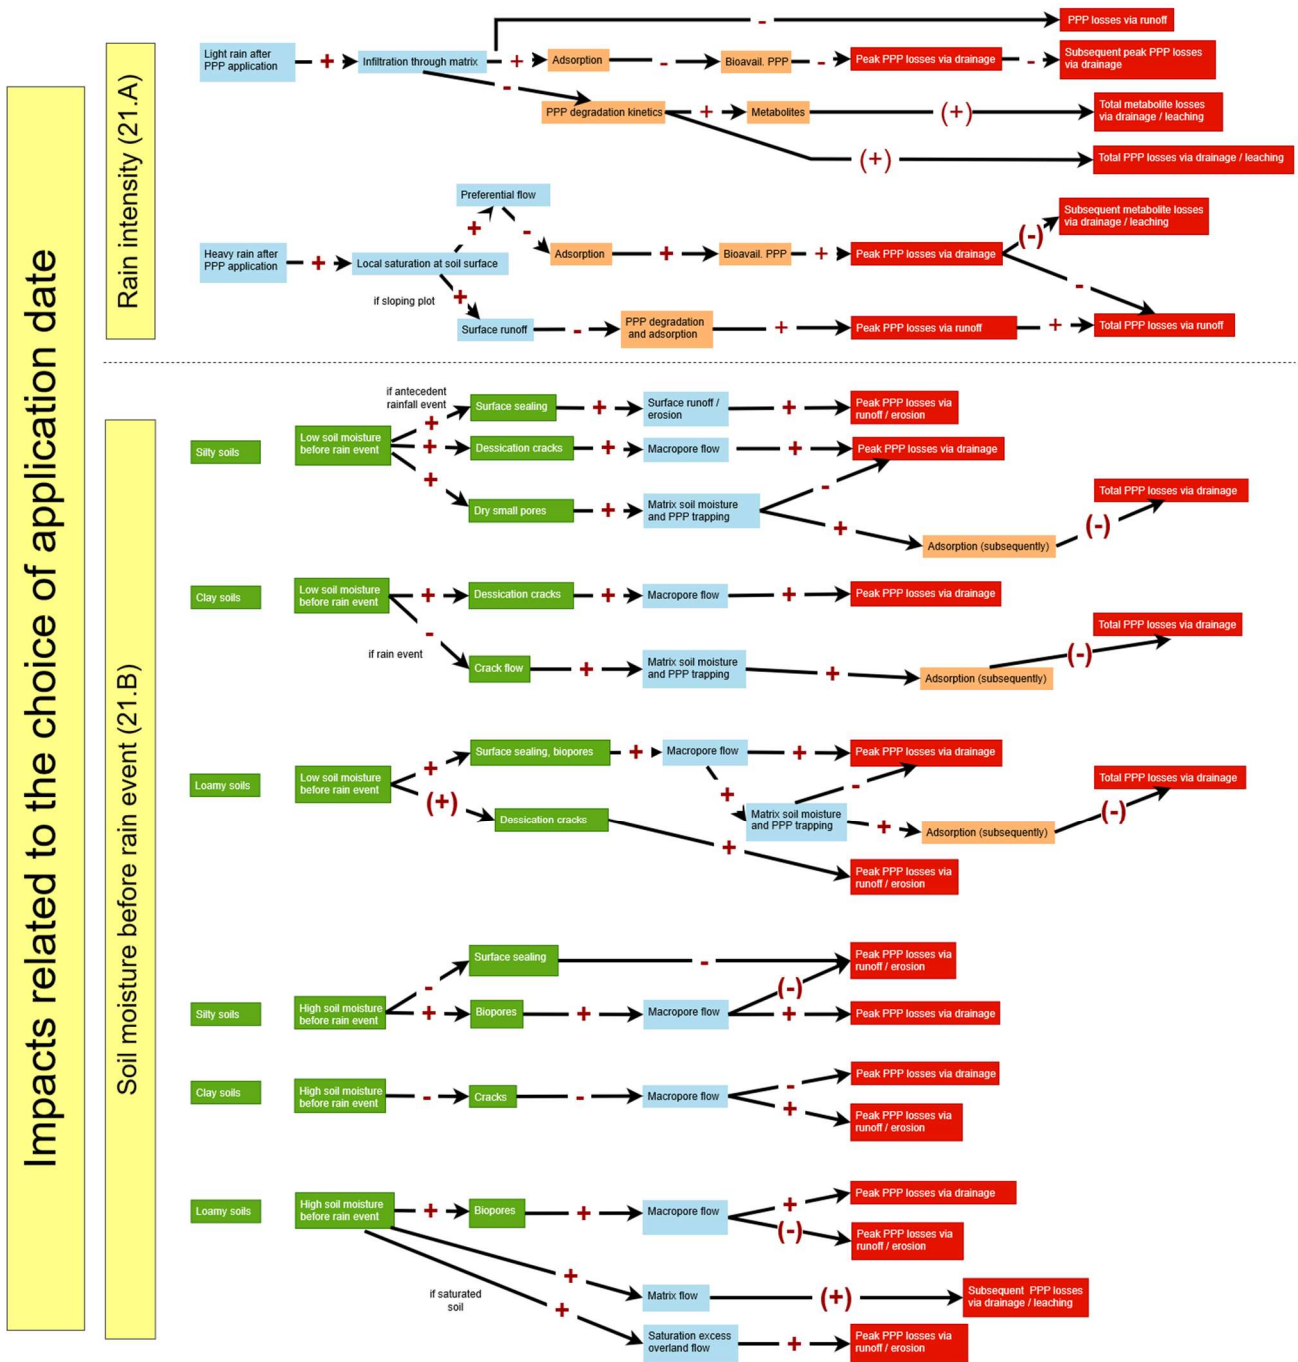 Impacts related to the choice of application date
Rain intensity (21.A)
Light rain after
PPP application
+
Infiltration through matrix
-
PPP losses via runoff
+
Adsorption
-
Bioavail. PPP
-
Peak PPP losses via drainage
-
Subsequent peak PPP losses
via drainage
-
PPP degradation kinetics
+
Metabolites
(+)
Total metabolite losses
via drainage / leaching
(+)
Total PPP losses via drainage / leaching
Heavy rain after
PPP application
+
Local saturation at soil surface
+
Preferential flow
-
Adsorption
+
Bioavail. PPP
+
Peak PPP losses via drainage
(-)
Subsequent metabolite losses
via drainage / leaching
-
if sloping plot
+
Surface runoff
-
PPP degradation
and adsorption
+
Peak PPP losses via runoff
+
Total PPP losses via runoff
Soil moisture before rain event (21.B)
Silty soils
Low soil moisture
before rain event
if antecedent
rainfall event
+
Surface sealing
+
Surface runoff /
erosion
+
Peak PPP losses via
runoff / erosion
+
Dessication cracks
+
Macropore flow
+
Peak PPP losses via drainage
+
Dry small pores
+
Matrix soil moisture
and PPP trapping
-
+
Adsorption (subsequently)
(-)
Total PPP losses via drainage
Clay soils
Low soil moisture
before rain event
+
Dessication cracks
+
Macropore flow
+
Peak PPP losses via drainage
-
if rain event
Crack flow
+
Matrix soil moisture
and PPP trapping
+
Adsorption (subsequently)
(-)
Total PPP losses via drainage
Loamy soils
Low soil moisture
before rain event
+
Surface sealing, biopores
+
Macropore flow
+
Peak PPP losses via drainage
+
Matrix soil moisture
and PPP trapping
-
+
Adsorption (subsequently)
(-)
Total PPP losses via drainage
(+)
Dessication cracks
+
Peak PPP losses via
runoff / erosion
Silty soils
High soil moisture
before rain event
-
Surface sealing
-
Peak PPP losses via
runoff / erosion
+
Biopores
+
Macropore flow
(-)
+
Peak PPP losses via drainage
Clay soils
High soil moisture
before rain event
-
Cracks
-
Macropore flow
-
Peak PPP losses via drainage
+
Peak PPP losses via
runoff / erosion
Loamy soils
High soil moisture
before rain event
+
Biopores
+
Macropore flow
+
Peak PPP losses via drainage
(-)
Peak PPP losses via
runoff / erosion
+
Matrix flow
(+)
Subsequent PPP losses
via drainage / leaching
if saturated
soil
+
Saturation excess
overland flow
+
Peak PPP losses via
runoff / erosion